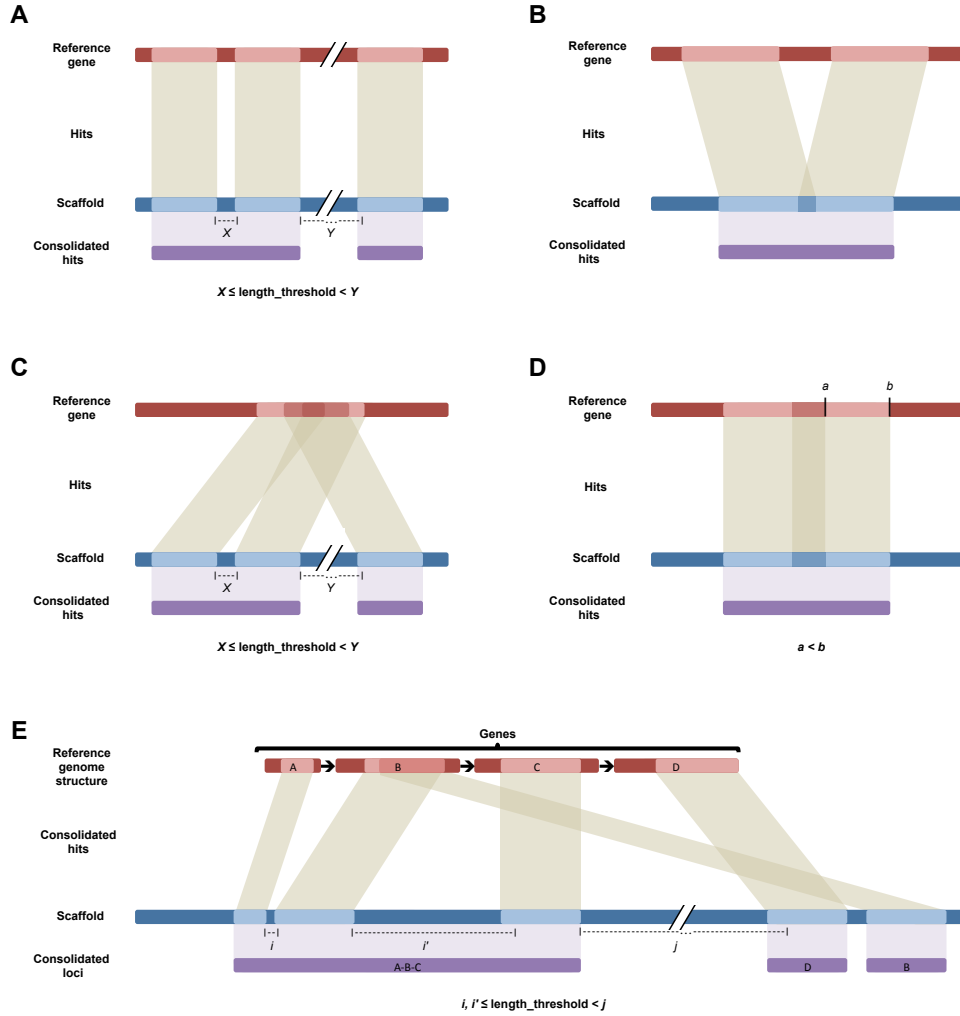 A
Reference
gene
Hits
Scaffold
X
...
Y
Consolidated
hits
X ≤ length_threshold < Y
B
Reference
gene
Hits
Scaffold
Consolidated
hits
C
Reference
gene
Hits
Scaffold
X
...
Y
Consolidated
hits
X ≤ length_threshold < Y
D
a b
Reference
gene
Hits
Scaffold
Consolidated
hits
a < b
E
Genes
Reference
genome
structure
A B C D
Consolidated
hits
Scaffold
i i' ... j
Consolidated
loci
A-B-C D B
i, i' ≤ length_threshold < j